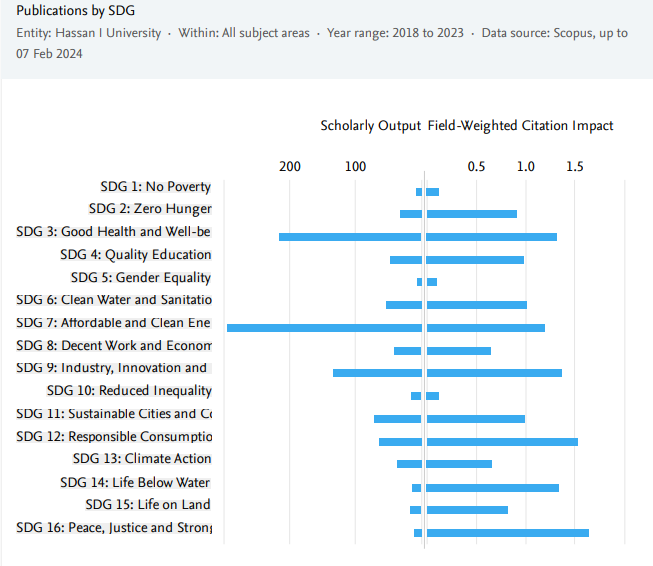 Publications by SDG
Entity: Hassan I University · Within: All subject areas · Year range: 2018 to 2023 · Data source: Scopus, up to
07 Feb 2024
Scholarly Output Field-Weighted Citation Impact
200 100 0.5 1.0 1.5
SDG 1: No Poverty
SDG 2: Zero Hunger
SDG 3: Good Health and Well-be
SDG 4: Quality Education
SDG 5: Gender Equality
SDG 6: Clean Water and Sanitatio
SDG 7: Affordable and Clean Ene
SDG 8: Decent Work and Econom
SDG 9: Industry, Innovation and
SDG 10: Reduced Inequality
SDG 11: Sustainable Cities and Co
SDG 12: Responsible Consumptio
SDG 13: Climate Action
SDG 14: Life Below Water
SDG 15: Life on Land
SDG 16: Peace, Justice and Strong